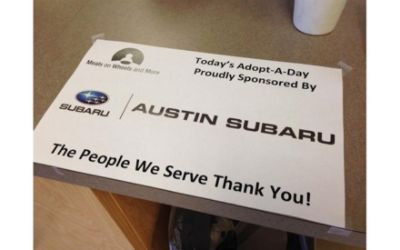 Meals on Wheels and More
Today's Adopt-A-Day
Proudly Sponsored By
SUBARU
AUSTIN SUBARU
The People We Serve Thank You!